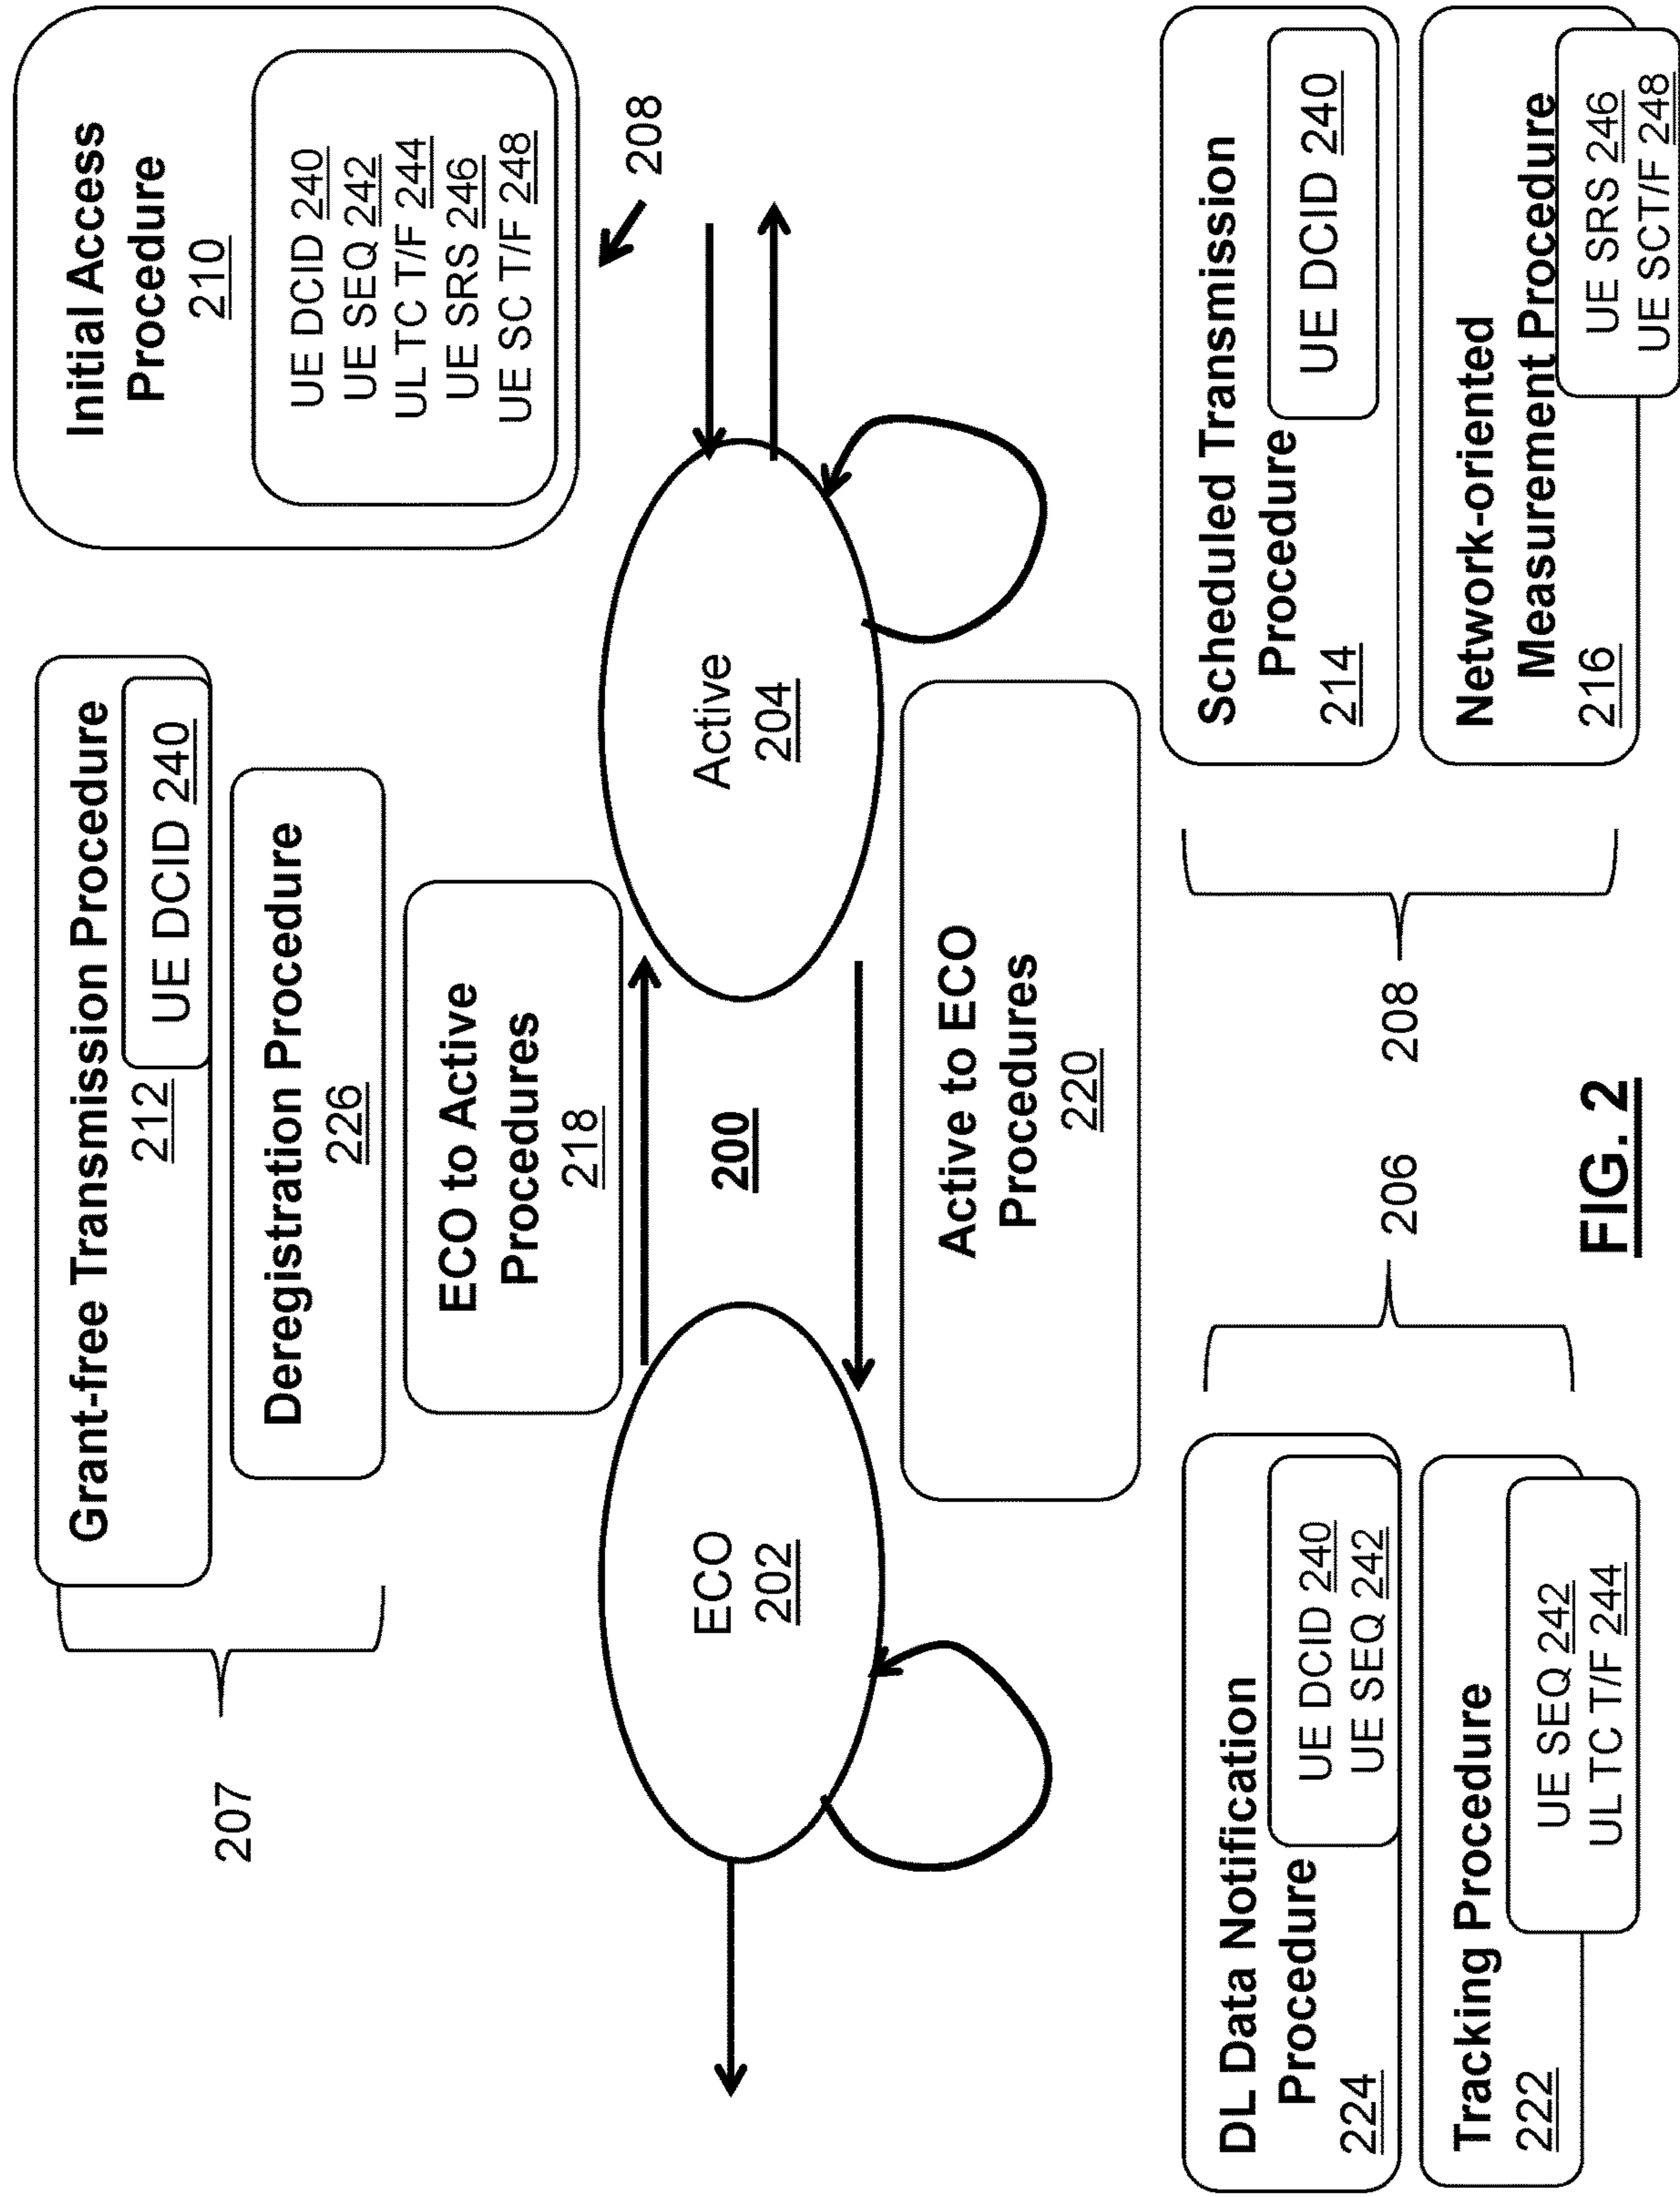 Grant-free Transmission Procedure
212
UE DCID 240
Deregistration Procedure
226
207
Initial Access
Procedure
210
UE DCID 240
UE SEQ 242
UL TC T/F 244
UE SRS 246
UE SC T/F 248
208
ECO to Active
Procedures
218
ECO
202
200
Active
204
Active to ECO
Procedures
220
DL Data Notification
Procedure
224
UE DCID 240
UE SEQ 242
Tracking Procedure
222
UE SEQ 242
UL TC T/F 244
206
208
Scheduled Transmission
Procedure
214
UE DCID 240
Network-oriented
Measurement Procedure
216
UE SRS 246
UE SCT/F 248
FIG. 2